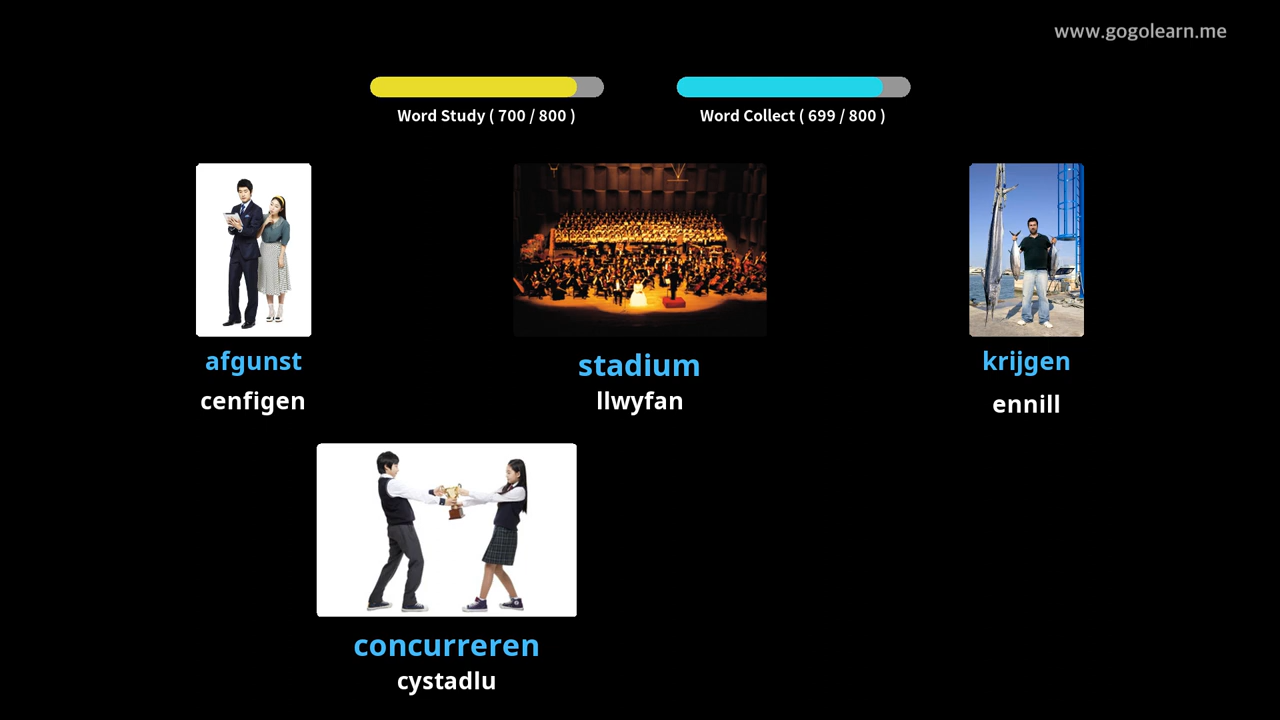 www.gogolearn.me
Word Study ( 700 / 800 )
Word Collect ( 699 / 800 )
afgunst
cenfigen
stadium
llwyfan
krijgen
ennill
concurreren
cystadlu